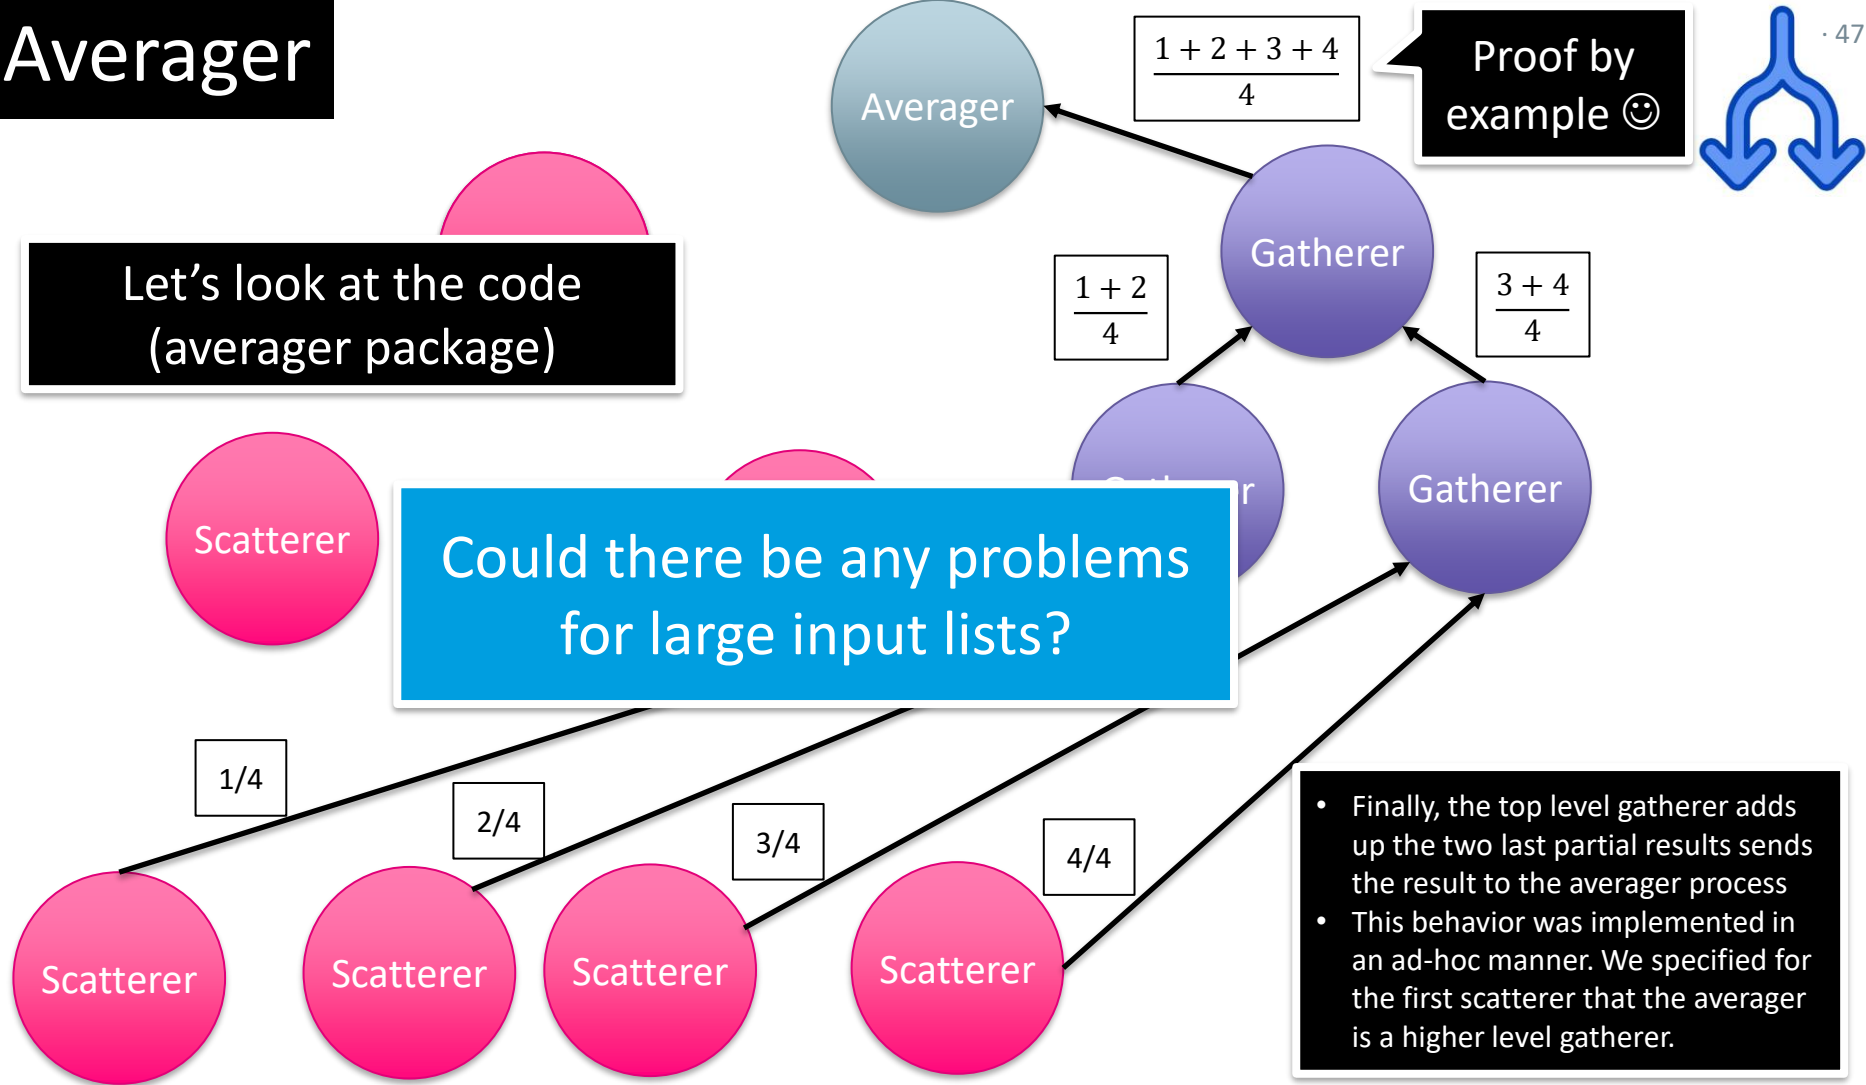 Averager
· 47
Averager
1 + 2 + 3 + 4
4
Proof by
example ☺
Let’s look at the code
(averager package)
Gatherer
1 + 2
4
3 + 4
4
Scatterer
Gatherer
Could there be any problems
for large input lists?
1/4
2/4
3/4
4/4
Scatterer
Scatterer
Scatterer
Scatterer
• Finally, the top level gatherer adds
up the two last partial results sends
the result to the averager process
• This behavior was implemented in
an ad-hoc manner. We specified for
the first scatterer that the averager
is a higher level gatherer.